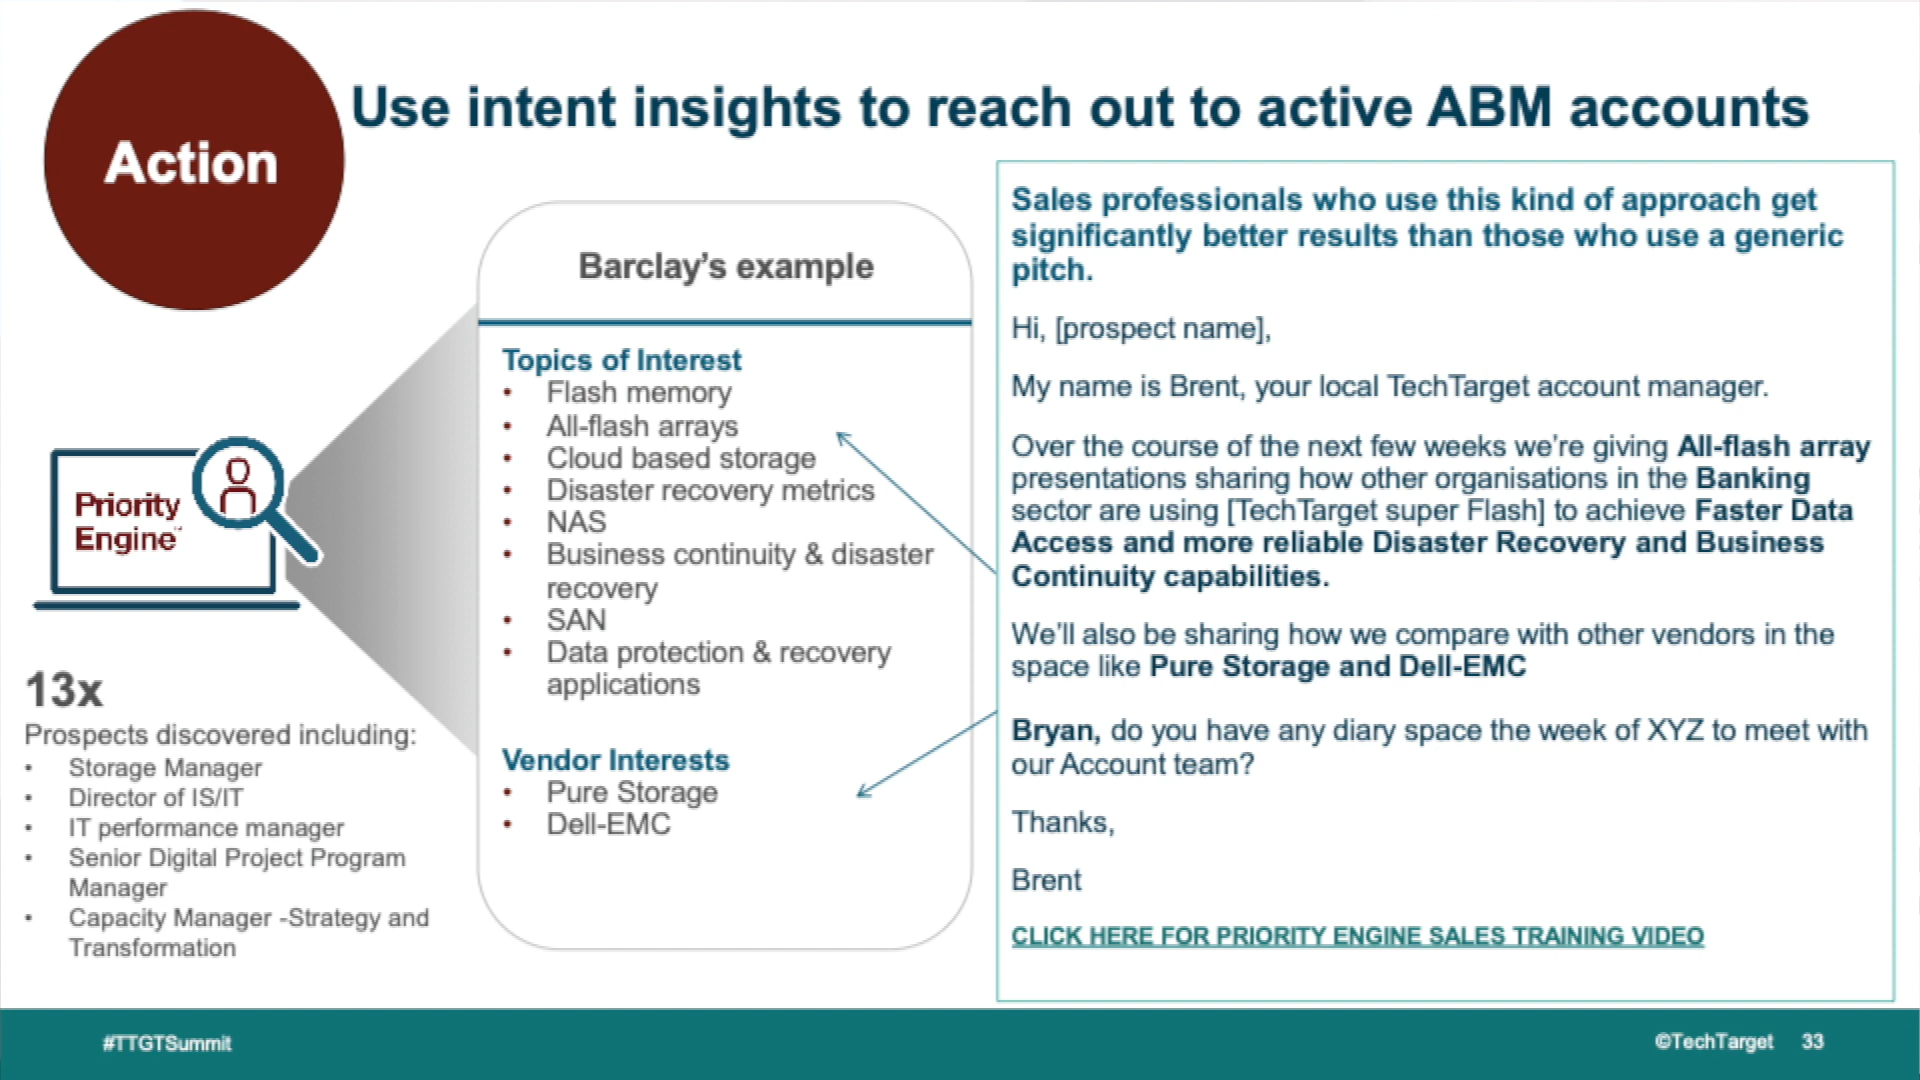 Action
Use intent insights to reach out to active ABM accounts
Priority
Engine™
13x
Prospects discovered including:
• Storage Manager
• Director of IS/IT
• IT performance manager
• Senior Digital Project Program
Manager
• Capacity Manager -Strategy and
Transformation
Barclay's example
Topics of Interest
• Flash memory
• All-flash arrays
• Cloud based storage
• Disaster recovery metrics
• NAS
• Business continuity & disaster
recovery
• SAN
• Data protection & recovery
applications
Vendor Interests
• Pure Storage
• Dell-EMC
Sales professionals who use this kind of approach get
significantly better results than those who use a generic
pitch.
Hi, [prospect name],
My name is Brent, your local TechTarget account manager.
Over the course of the next few weeks we're giving All-flash array
presentations sharing how other organisations in the Banking
sector are using [TechTarget super Flash] to achieve Faster Data
Access and more reliable Disaster Recovery and Business
Continuity capabilities.
We'll also be sharing how we compare with other vendors in the
space like Pure Storage and Dell-EMC
Bryan, do you have any diary space the week of XYZ to meet with
our Account team?
Thanks,
Brent
CLICK HERE FOR PRIORITY ENGINE SALES TRAINING VIDEO
#TTGTSummit
©TechTarget 33